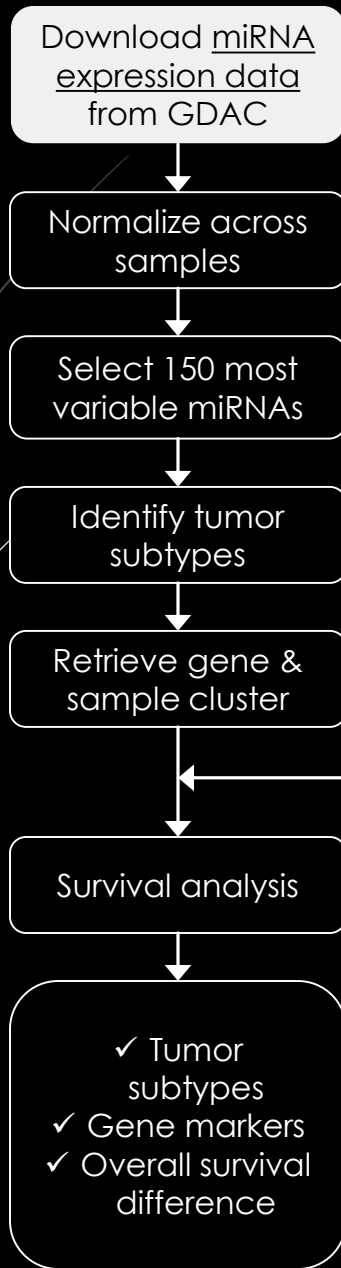 Download miRNA
expression data
from GDAC
Normalize across
samples
Select 150 most
variable miRNAs
Identify tumor
subtypes
Retrieve gene &
sample cluster
Survival analysis
✓ Tumor
subtypes
✓ Gene markers
✓ Overall survival
difference